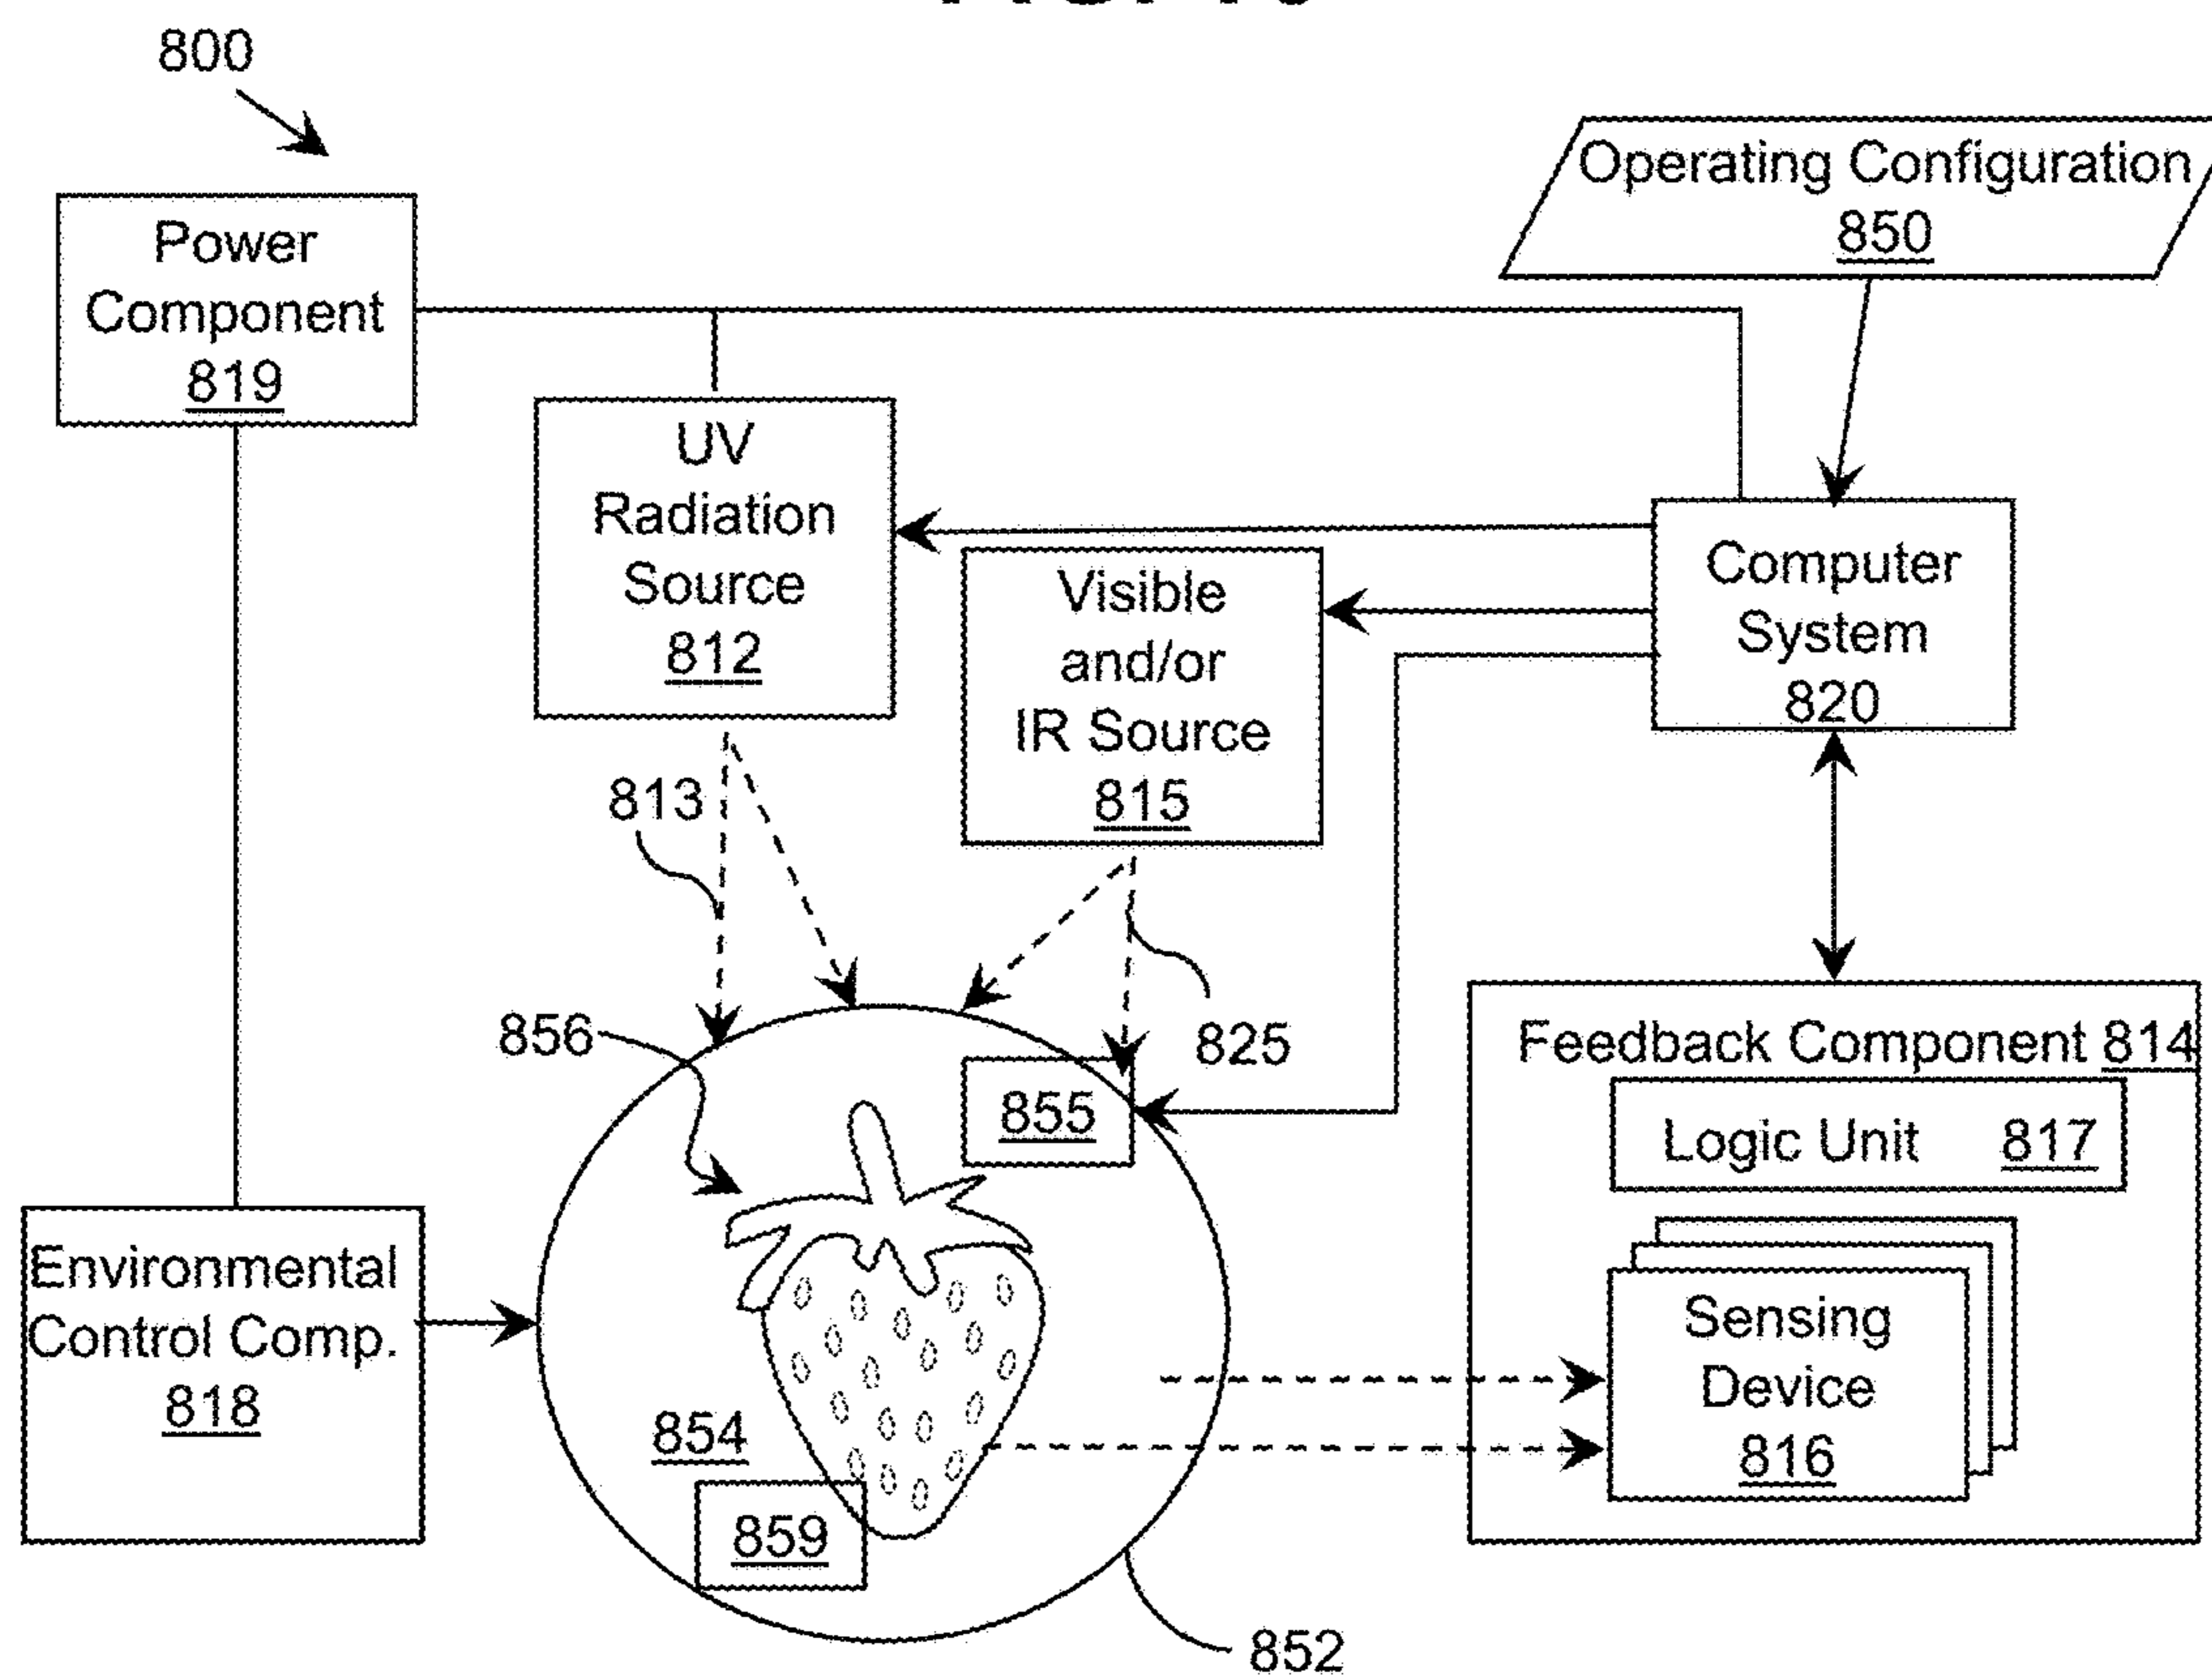 800
Operating Configuration
850
Power
Component
819
UV
Radiation
Source
812
Visible
and/or
IR Source
815
Computer
System
820
813
825
856
855
Feedback Component 814
Logic Unit 817
Sensing
Device
816
Environmental
Control Comp.
818
854
859
852